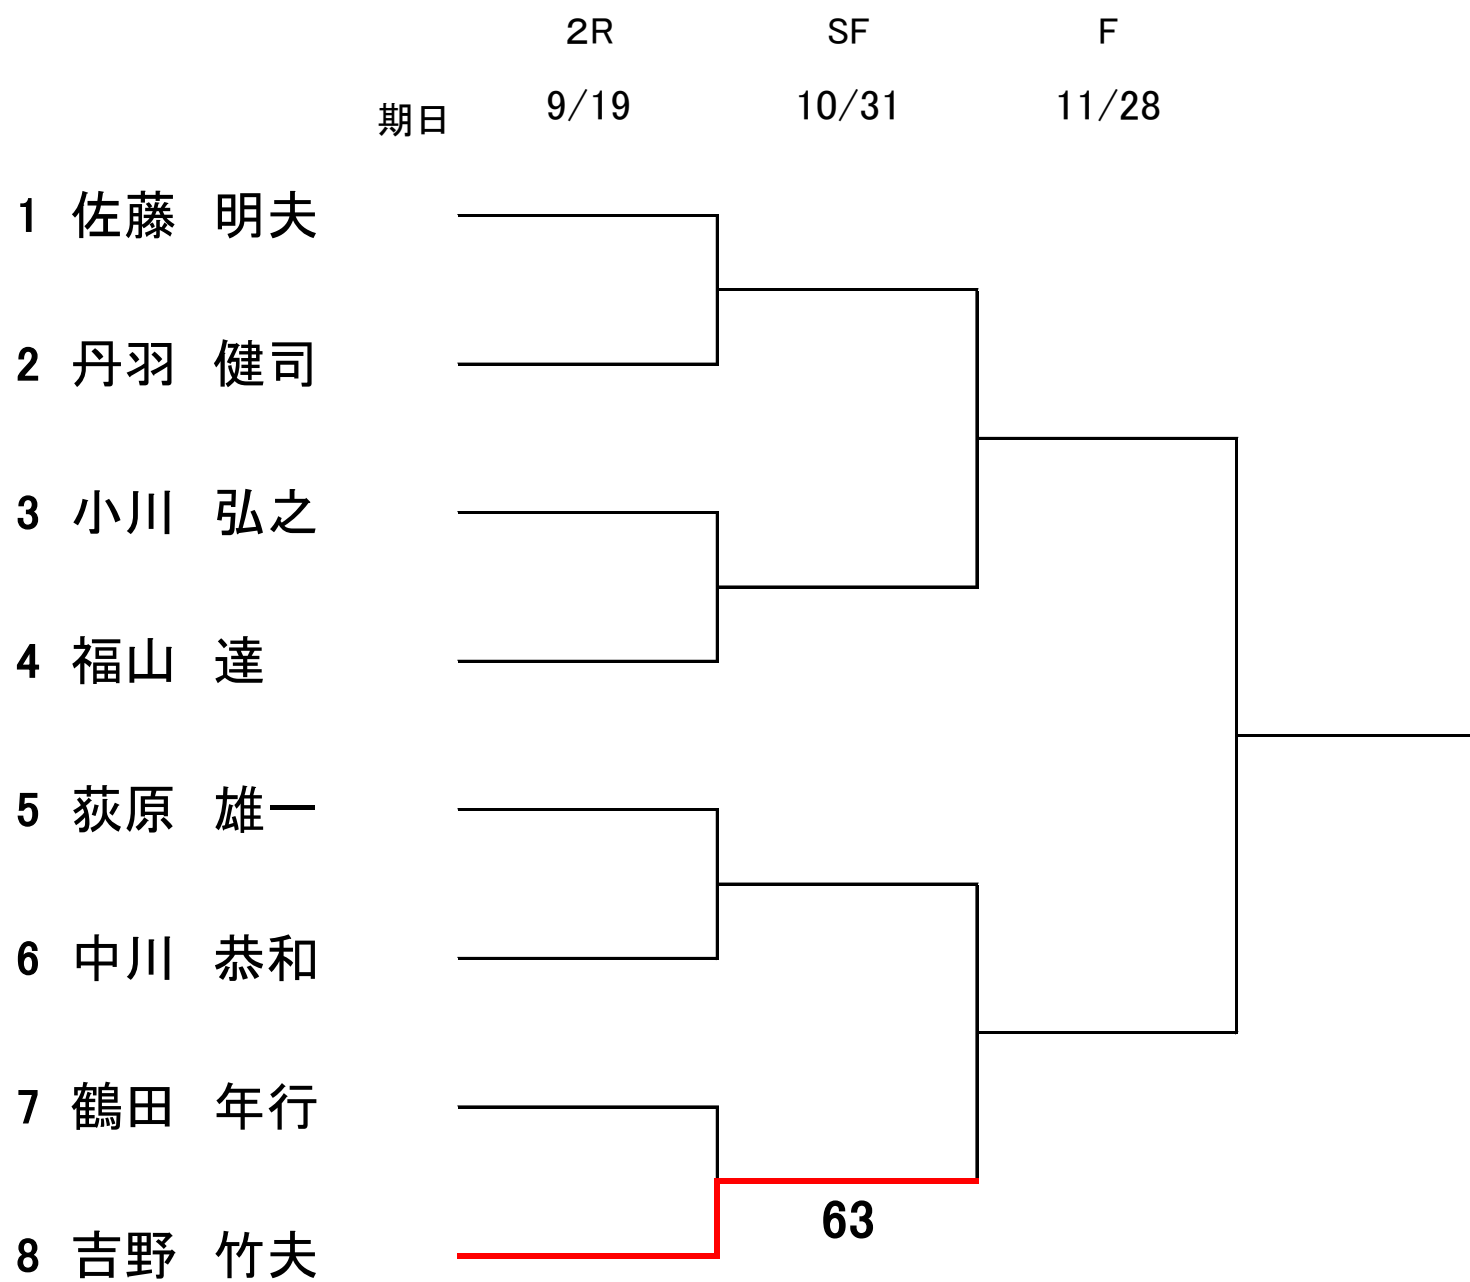 ２Ｒ ＳＦ Ｆ
期日 9/19 10/31 11/28
1 佐藤　明夫
2 丹羽　健司
3 小川　弘之
4 福山　達
5 荻原　雄一
6 中川　恭和
7 鶴田　年行
63
8 吉野　竹夫